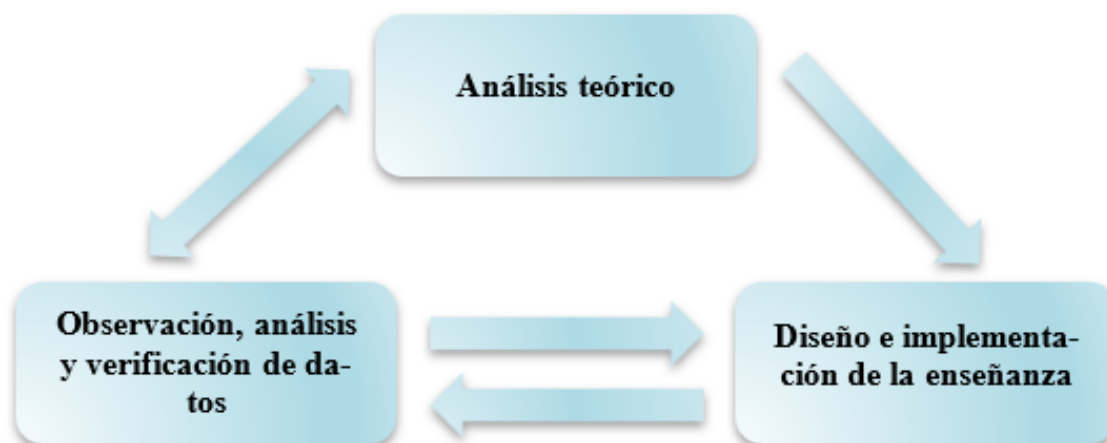 Análisis teórico
Observación, análisis
y verificación de da-
tos
Diseño e implementa-
ción de la enseñanza